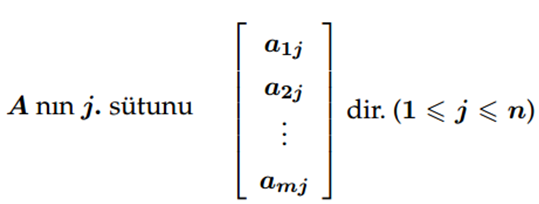 a1j
a2j
A nın j. sütunu
⋮
dir. (1 ⩽ j ⩽ n)
amj